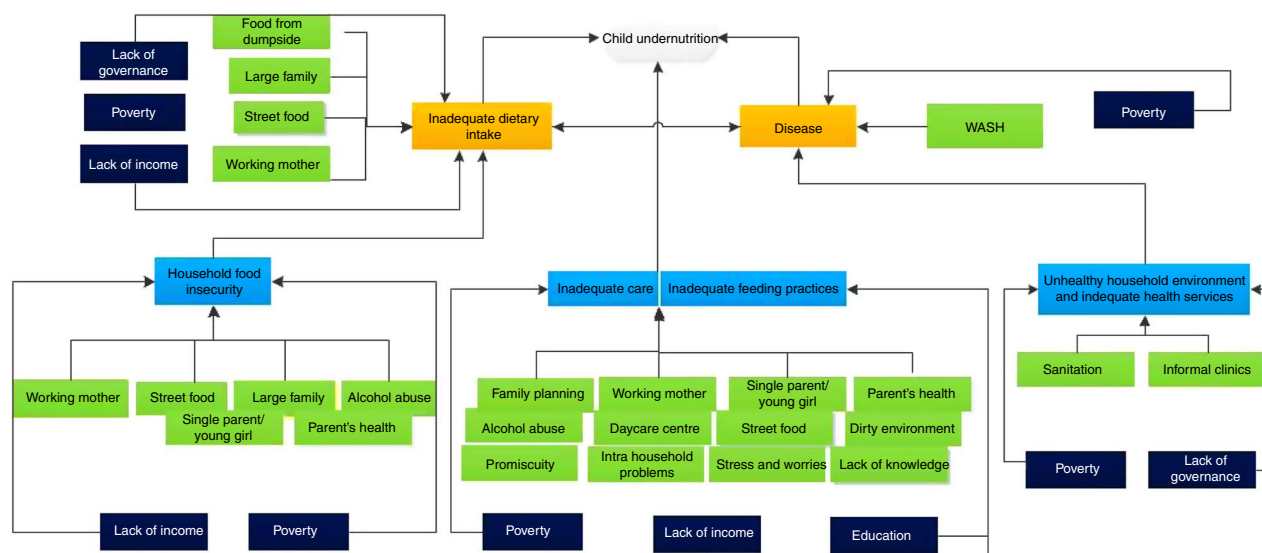 Food from
dumpside
Child undernutrition
Lack of
governance
Large family
Poverty
Street food
Inadequate dietary
intake
Disease
WASH
Poverty
Lack of income
Working mother
Household food
insecurity
Inadequate care
Inadequate feeding practices
Unhealthy household environment
and indequate health services
Sanitation
Informal clinics
Working mother
Street food
Large family
Alcohol abuse
Single parent/
young girl
Parent's health
Family planning
Working mother
Single parent/
young girl
Parent's health
Alcohol abuse
Daycare centre
Street food
Dirty environment
Promiscuity
Intra household
problems
Stress and worries
Lack of knowledge
Poverty
Lack of
governance
Lack of income
Poverty
Poverty
Lack of income
Education